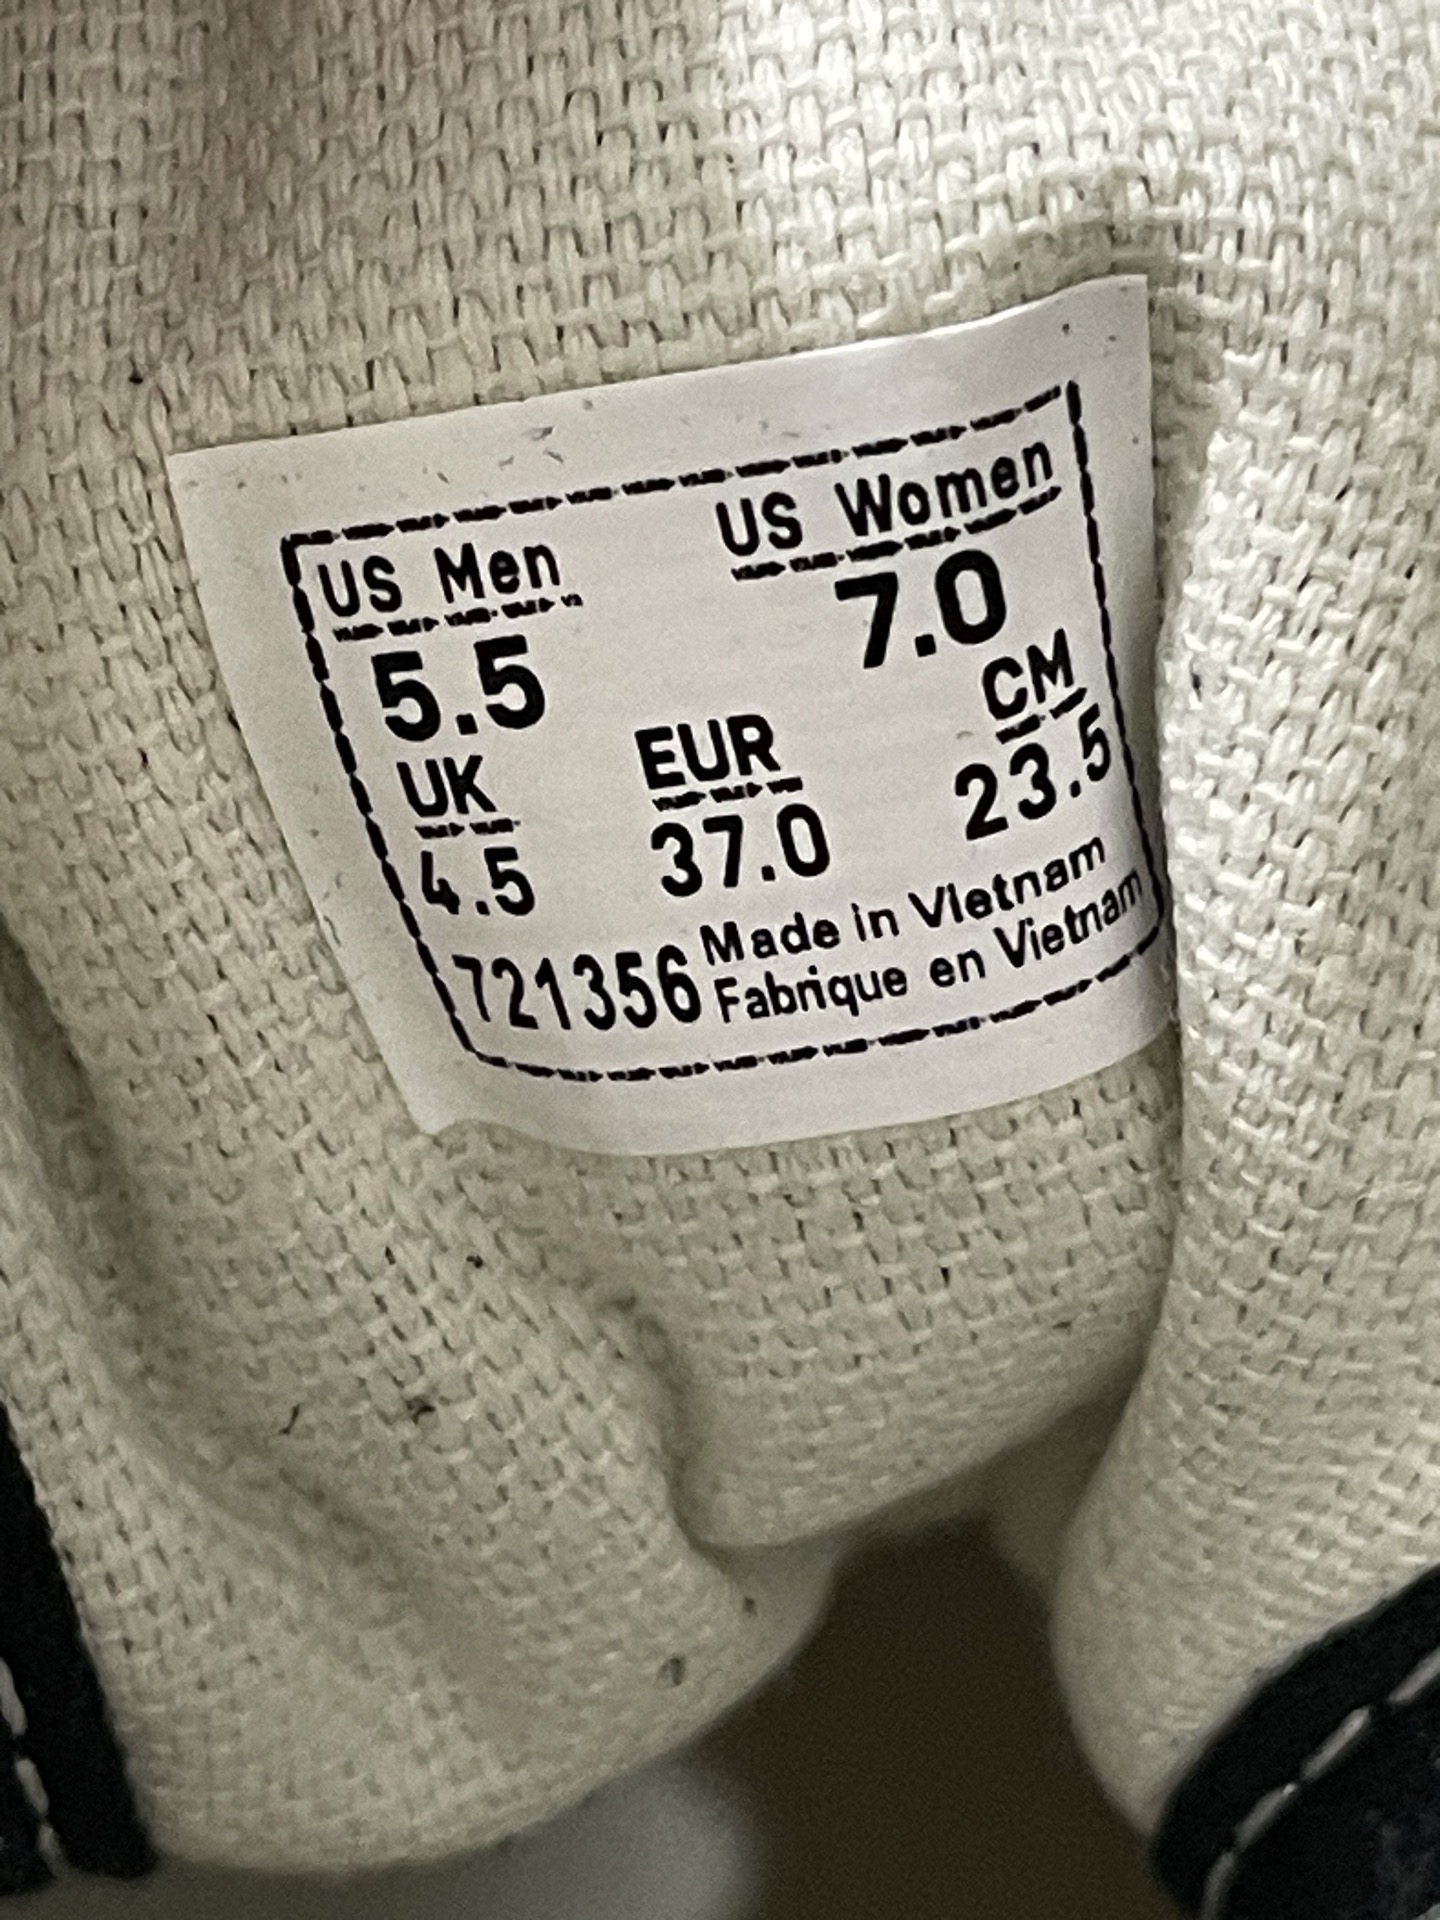 US Men US Women
5.5 7.0
UK EUR CM
4.5 37.0 23.5
721356 Made in Vietnam
Fabrique en Vietnam